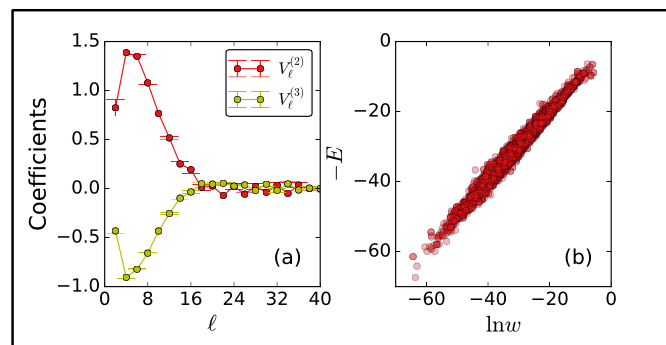 1.5
1.0
0.5
0.0
−0.5
−1.0
Coefficients
0 8 16 24 32 40
ℓ
V_ℓ^(2)
V_ℓ^(3)
(a)
0
−20
−40
−60
−E
−60 −40 −20 0
lnw
(b)